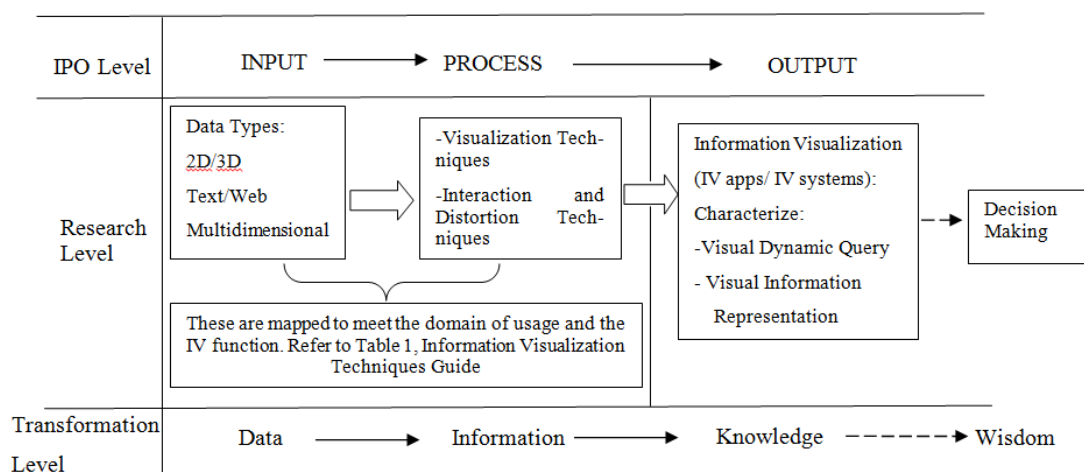 IPO Level
INPUT
PROCESS
OUTPUT
Research
Level
Data Types:
2D/3D
Text/Web
Multidimensional
-Visualization Tech-
niques
-Interaction and
Distortion Tech-
niques
These are mapped to meet the domain of usage and the
IV function. Refer to Table 1, Information Visualization
Techniques Guide
Information Visualization
(IV apps/ IV systems):
Characterize:
-Visual Dynamic Query
- Visual Information
Representation
Decision
Making
Transformation
Level
Data
Information
Knowledge
Wisdom